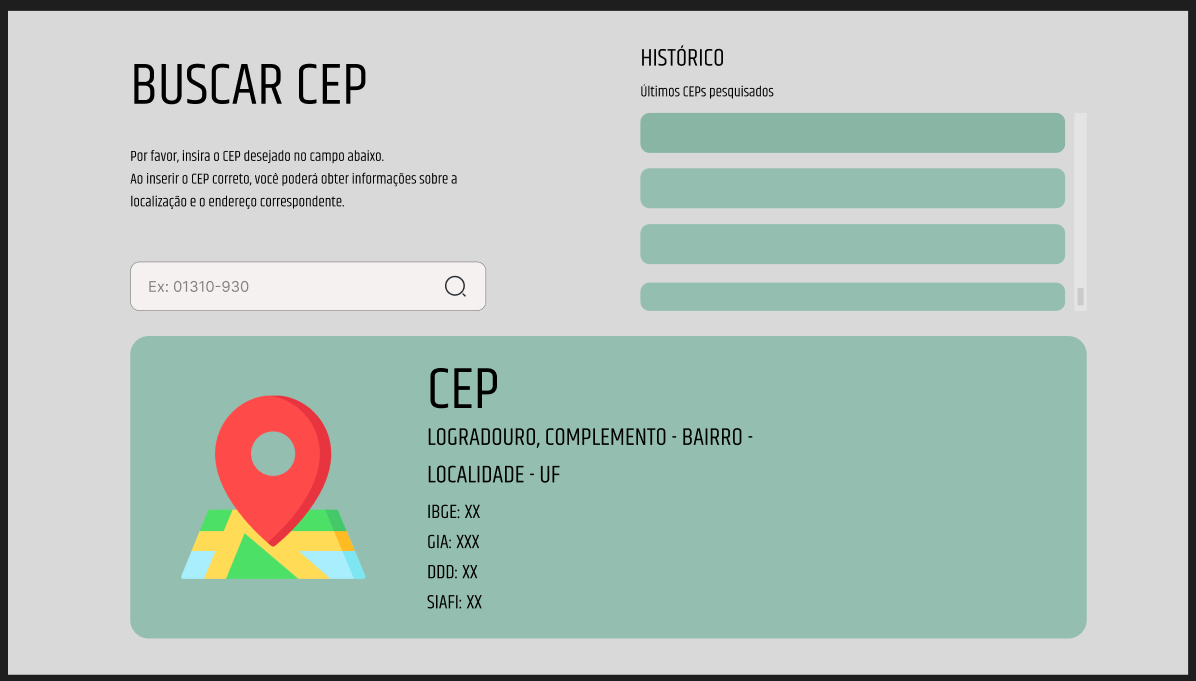 BUSCAR CEP
Por favor, insira o CEP desejado no campo abaixo.
Ao inserir o CEP correto, você poderá obter informações sobre a
localização e o endereço correspondente.
Ex: 01310-930
HISTÓRICO
Últimos CEPs pesquisados
CEP
LOGRADOURO, COMPLEMENTO - BAIRRO -
LOCALIDADE - UF
IBGE: XX
GIA: XXX
DDD: XX
SIAFI: XX